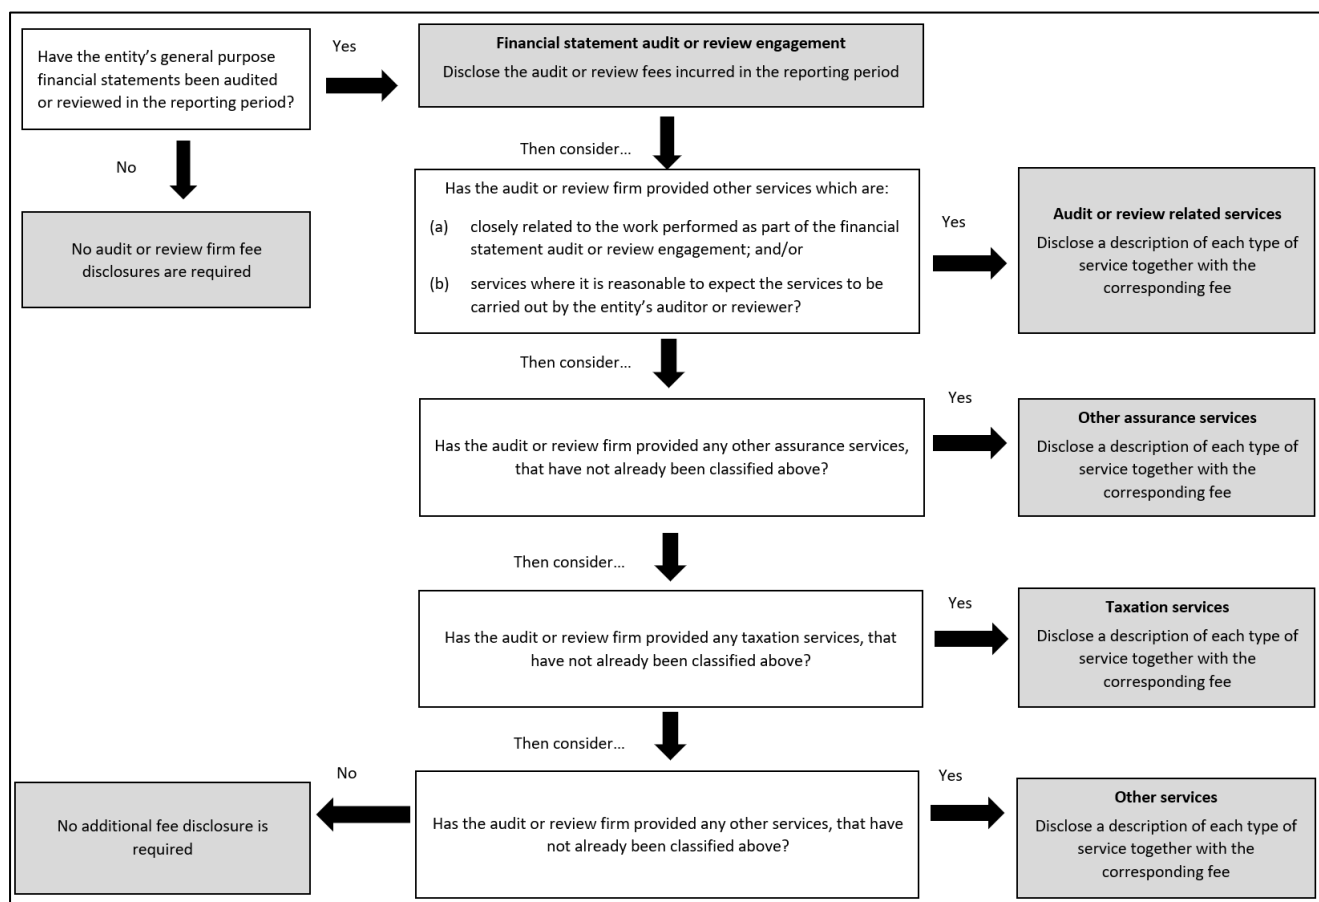 Have the entity’s general purpose
financial statements been audited
or reviewed in the reporting period?
Yes
Financial statement audit or review engagement
Disclose the audit or review fees incurred in the reporting period
No
Then consider...
No audit or review firm fee
disclosures are required
Has the audit or review firm provided other services which are:
(a) closely related to the work performed as part of the financial
statement audit or review engagement; and/or
(b) services where it is reasonable to expect the services to be
carried out by the entity’s auditor or reviewer?
Yes
Audit or review related services
Disclose a description of each type of
service together with the
corresponding fee
Then consider...
Has the audit or review firm provided any other assurance services,
that have not already been classified above?
Yes
Other assurance services
Disclose a description of each type of
service together with the
corresponding fee
Then consider...
Has the audit or review firm provided any taxation services, that
have not already been classified above?
Yes
Taxation services
Disclose a description of each type of
service together with the
corresponding fee
Then consider...
Has the audit or review firm provided any other services, that have
not already been classified above?
No
No additional fee disclosure is
required
Yes
Other services
Disclose a description of each type of
service together with the
corresponding fee